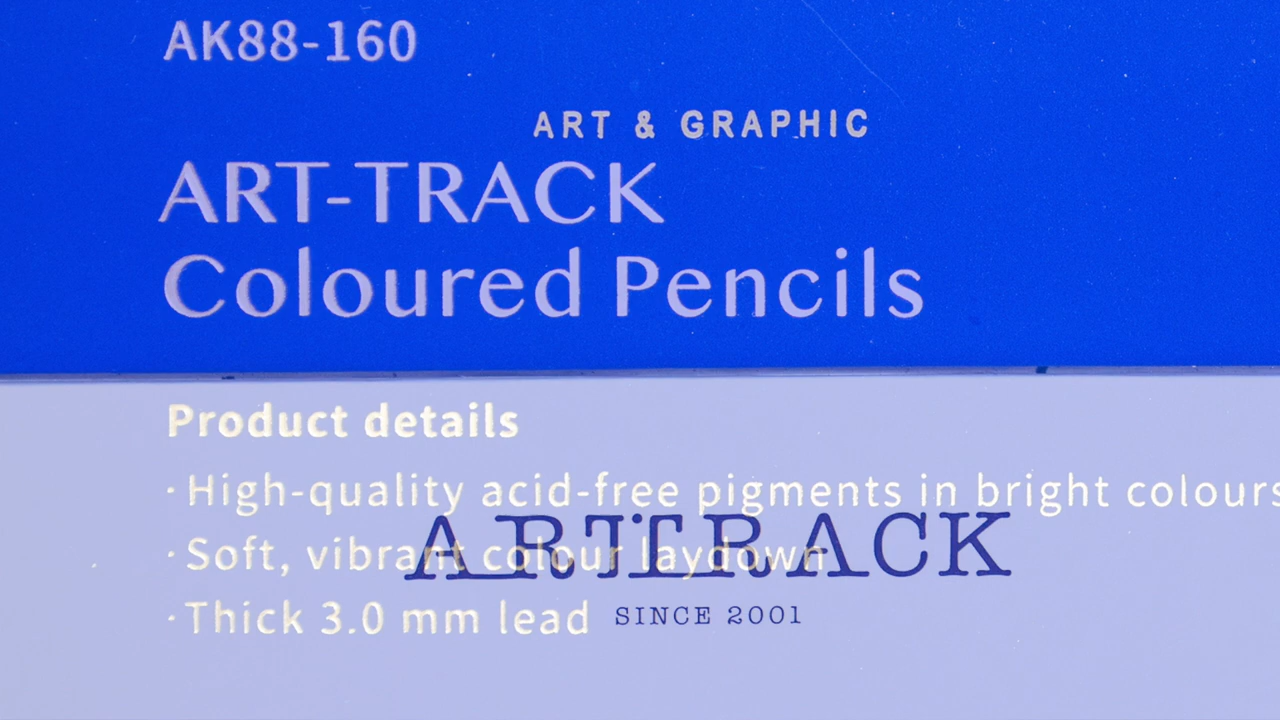 AK88-160
ART & GRAPHIC
ART-TRACK
Coloured Pencils
Product details
· High-quality acid-free pigments in bright colours
· Soft, vibrant colour laydown
ARTTRACK
· Thick 3.0 mm lead
SINCE 2001